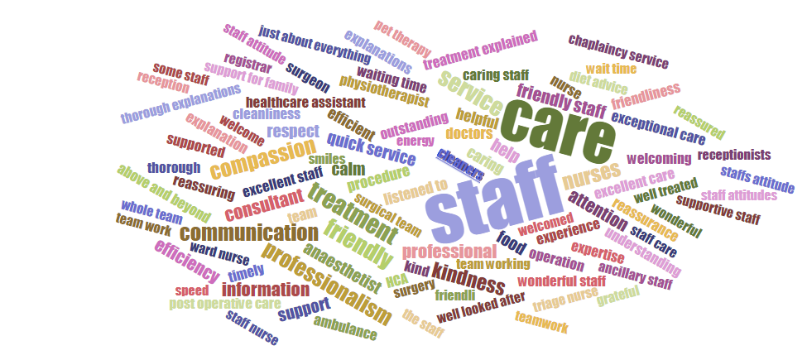 pet therapy
staff attitude
just about everything
explanations
treatment explained
chaplaincy service
registrar
some staff
support for family
surgeon
waiting time
caring staff
wait time
reception
physiotherapist
service
nurse
diet advice
friendly staff
friendliness
thorough explanations
healthcare assistant
cleanliness
efficient
outstanding
helpful
care
exceptional care
reassured
explanation
welcome
respect
energy
doctors
help
supported
compassion
quick service
cleaners
caring
welcoming
receptionists
smiles
calm
procedure
staff
nurses
staffs attitude
thorough
excellent staff
listened to
excellent care
above and beyond
reassuring
consultant
treatment
surgical team
attention
well treated
staff attitudes
whole team
team
welcomed
reassurance
wonderful
supportive staff
team work
communication
friendly
professional
food
experience
staff care
understanding
efficiency
ward nurse
professionalism
anaesthetist
kind
kindness
team working
operation
expertise
ancillary staff
timely
HCA
wonderful staff
speed
information
surgery
friendli
well looked after
triage nurse
grateful
post operative care
support
staff nurse
ambulance
the staff
teamwork